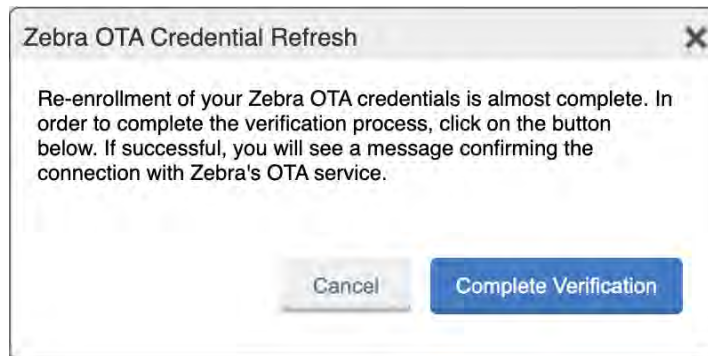 Zebra OTA Credential Refresh
Re-enrollment of your Zebra OTA credentials is almost complete. In
order to complete the verification process, click on the button
below. If successful, you will see a message confirming the
connection with Zebra's OTA service.
Cancel
Complete Verification